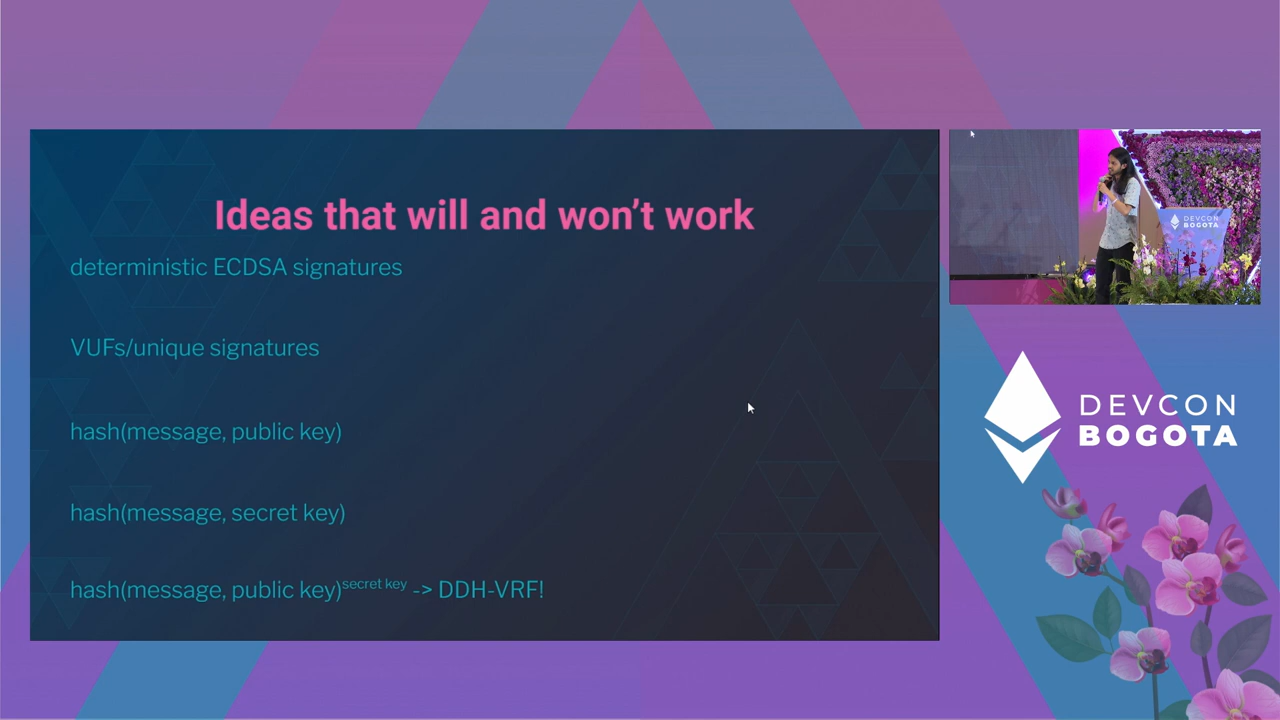 Ideas that will and won't work
deterministic ECDSA signatures
VUFs/unique signatures
hash(message, public key)
hash(message, secret key)
hash(message, public key)^secret key -> DDH-VRF!
DEVCON
BOGOTA
DEVCON
BOGOTA